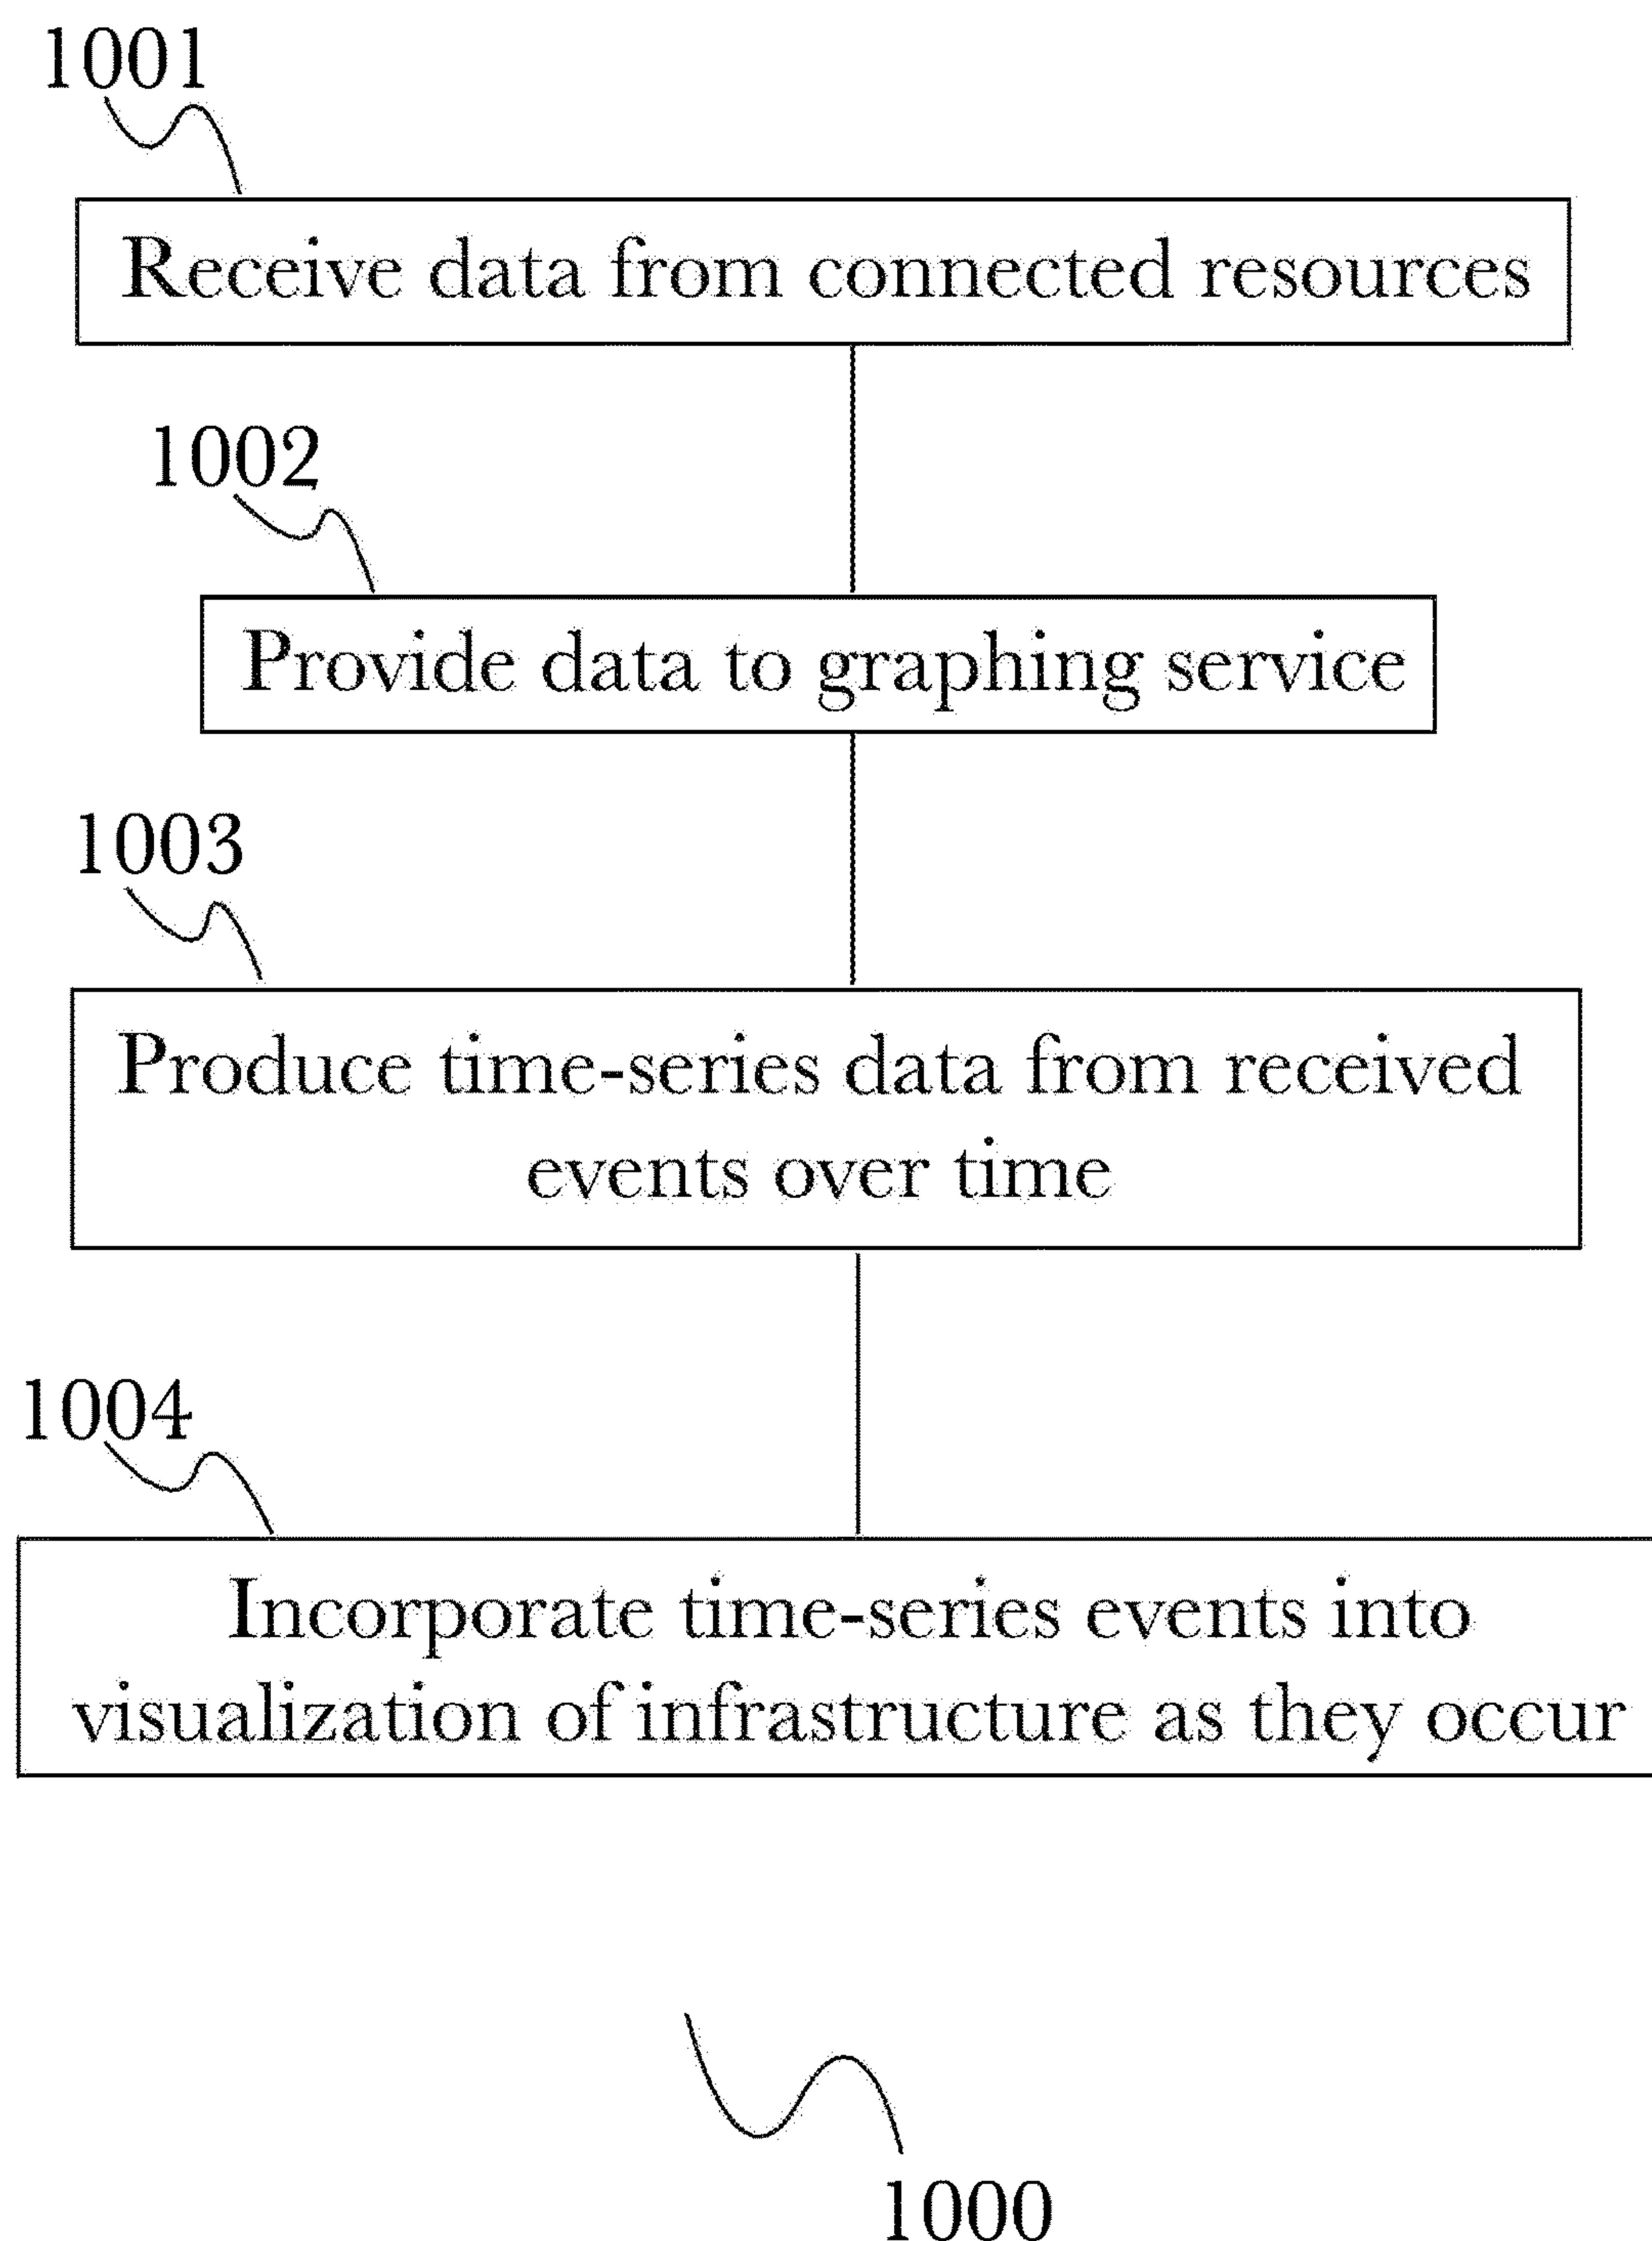 1001
Receive data from connected resources
1002
Provide data to graphing service
1003
Produce time-series data from received
events over time
1004
Incorporate time-series events into
visualization of infrastructure as they occur
1000